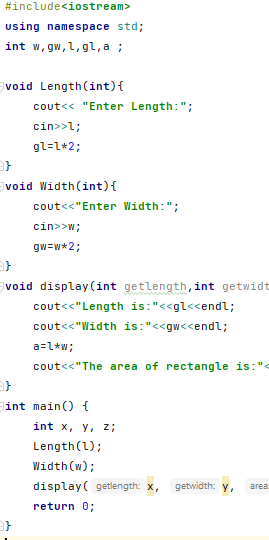 #include<iostream>
using namespace std;
int w,gw,l,gl,a ;
void Length(int){
cout<< "Enter Length:";
cin>>l;
gl=l*2;
}
void Width(int){
cout<<"Enter Width:";
cin>>w;
gw=w*2;
}
void display(int getlength,int getwidt
cout<<"Length is:"<<gl<<endl;
cout<<"Width is:"<<gw<<endl;
a=l*w;
cout<<"The area of rectangle is:"<
}
int main() {
int x, y, z;
Length(l);
Width(w);
display( getlength: x, getwidth: y, area:
return 0;
}